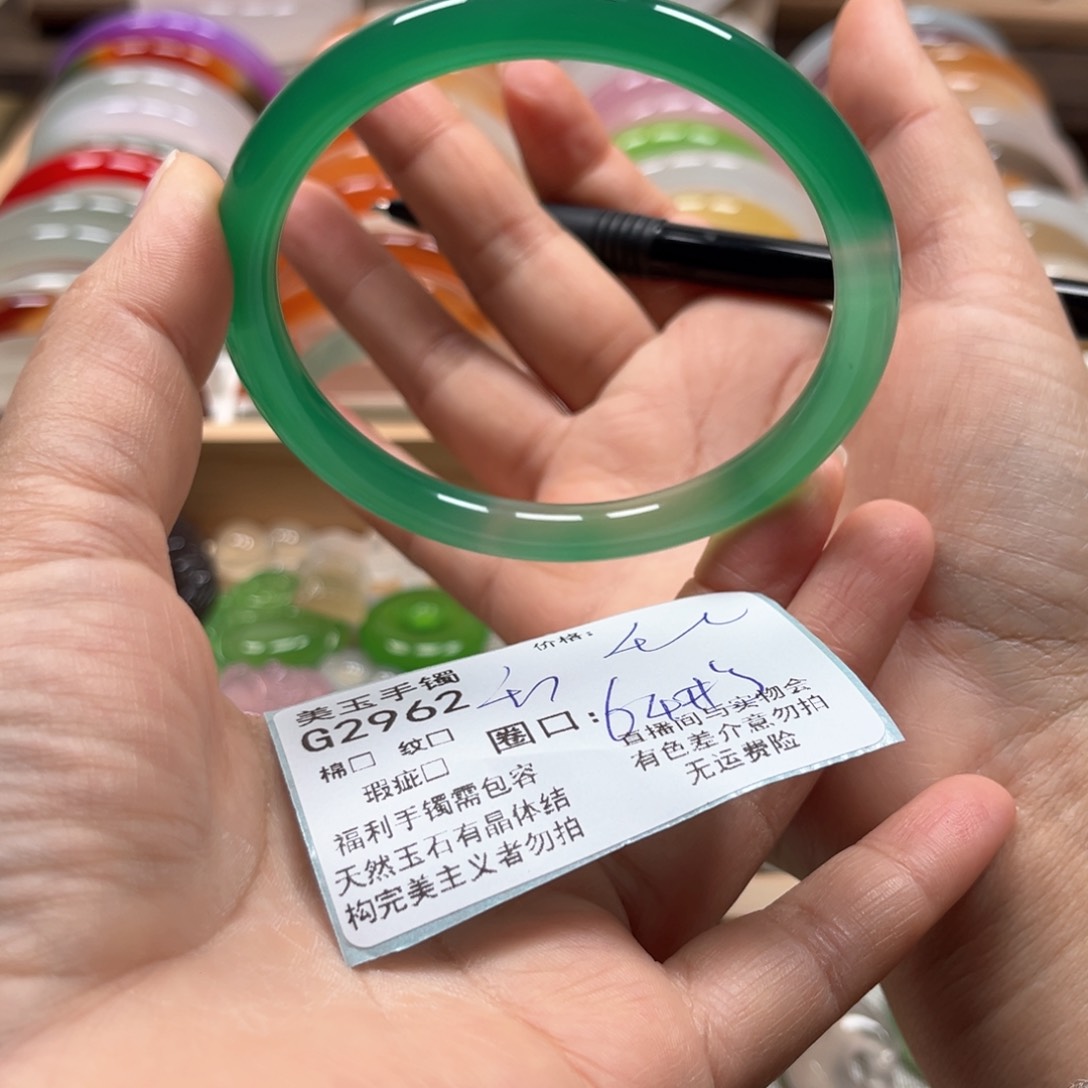 美玉手镯 价格:
G2962 圈口:
棉□ 纹□
瑕疵□
福利手镯需包容
天然玉石有晶体结
构完美主义者勿拍
直播间与实物会
有色差介意勿拍
无运费险